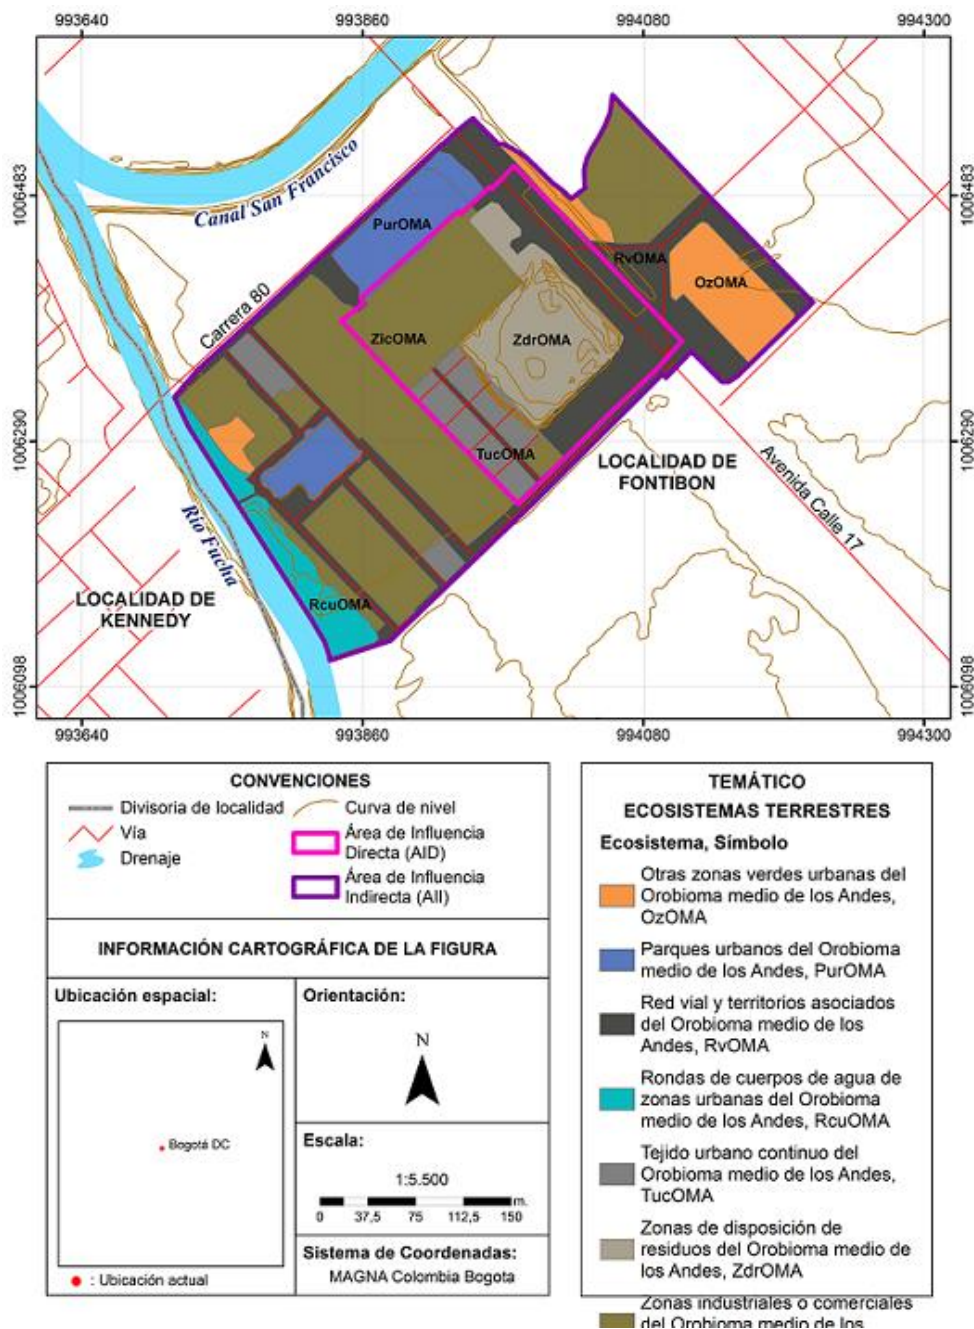 993640 993860 994080 994300
1006483
1006483
Canal San Francisco
PurOMA
RvOMA
OzOMA
Carrera 80
ZicOMA
ZdrOMA
1006290
1006290
TucOMA
LOCALIDAD DE
FONTIBON
Avenida Calle 17
Rio Fucha
LOCALIDAD DE
KENNEDY
RcuOMA
1006098
1006098
993640 993860 994080 994300
CONVENCIONES
Divisoria de localidad
Vía
Drenaje
Curva de nivel
Área de Influencia
Directa (AID)
Área de Influencia
Indirecta (AII)
INFORMACIÓN CARTOGRÁFICA DE LA FIGURA
Ubicación espacial:
N
Bogotá DC
: Ubicación actual
Orientación:
N
Escala:
1:5.500
m.
0 37,5 75 112,5 150
Sistema de Coordenadas:
MAGNA Colombia Bogota
TEMÁTICO
ECOSISTEMAS TERRESTRES
Ecosistema, Símbolo
Otras zonas verdes urbanas del
Orobioma medio de los Andes,
OzOMA
Parques urbanos del Orobioma
medio de los Andes, PurOMA
Red vial y territorios asociados
del Orobioma medio de los
Andes, RvOMA
Rondas de cuerpos de agua de
zonas urbanas del Orobioma
medio de los Andes, RcuOMA
Tejido urbano continuo del
Orobioma medio de los Andes,
TucOMA
Zonas de disposición de
residuos del Orobioma medio de
los Andes, ZdrOMA
Zonas industriales o comerciales
del Orobioma medio de los